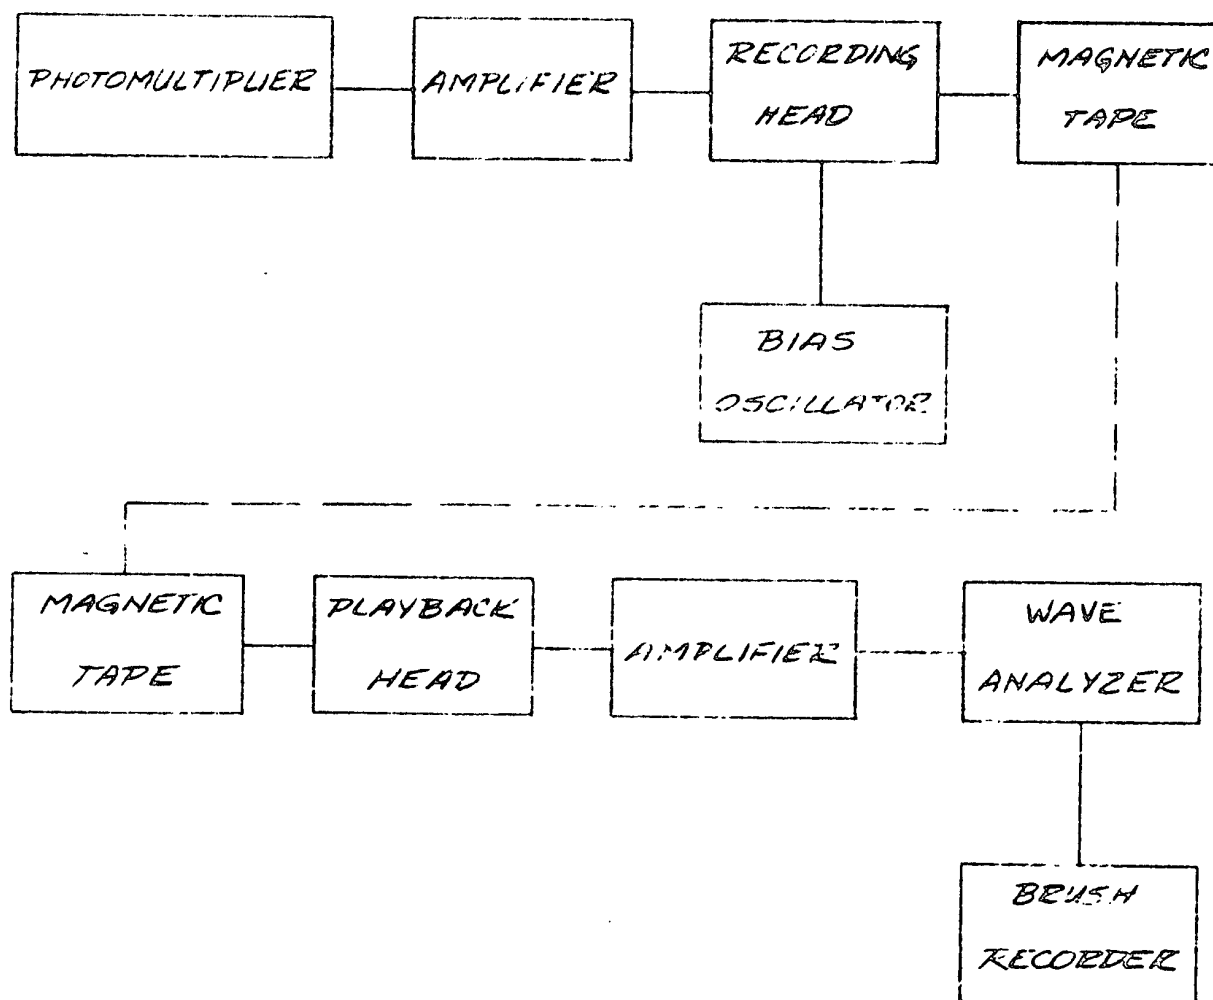 PHOTOMULTIPLIER
AMPLIFIER
RECORDING
HEAD
MAGNETIC
TAPE
BIAS
OSCILLATOR
MAGNETIC
TAPE
PLAYBACK
HEAD
AMPLIFIER
WAVE
ANALYZER
BRUSH
RECORDER